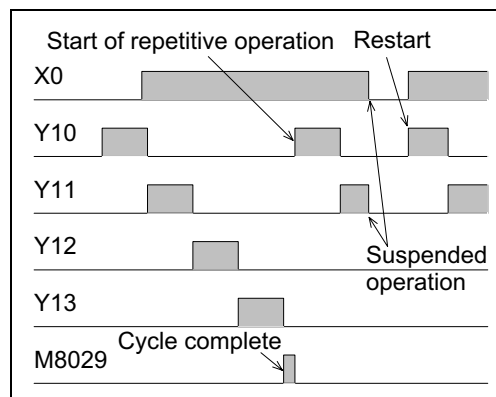 Start of repetitive operation
Restart
X0
Y10
Y11
Y12
Suspended
operation
Y13
Cycle complete
M8029